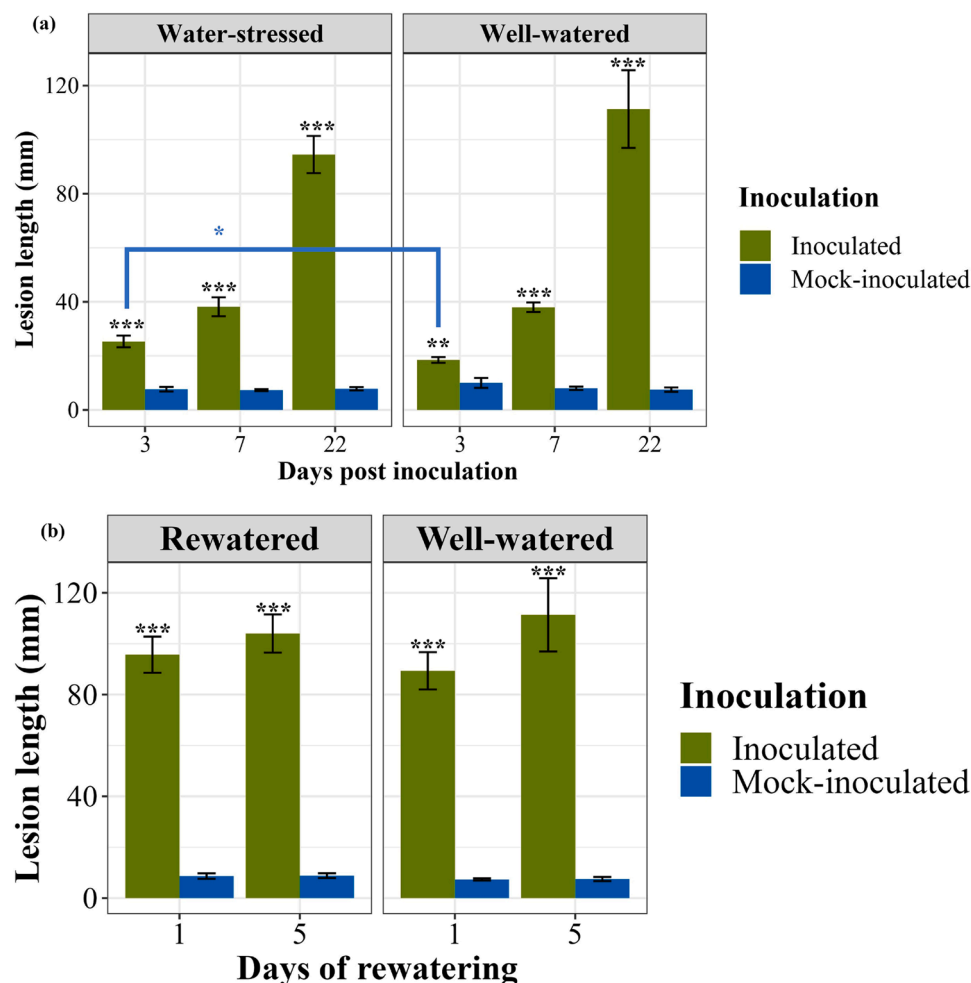 (a)
Water-stressed Well-watered
Lesion length (mm)
120
80
40
0
***
***
***
*
**
***
***
3 7 22 3 7 22
Days post inoculation
Inoculation
Inoculated
Mock-inoculated
(b)
Rewatered Well-watered
Lesion length (mm)
120
80
40
0
***
***
***
***
1 5 1 5
Days of rewatering
Inoculation
Inoculated
Mock-inoculated